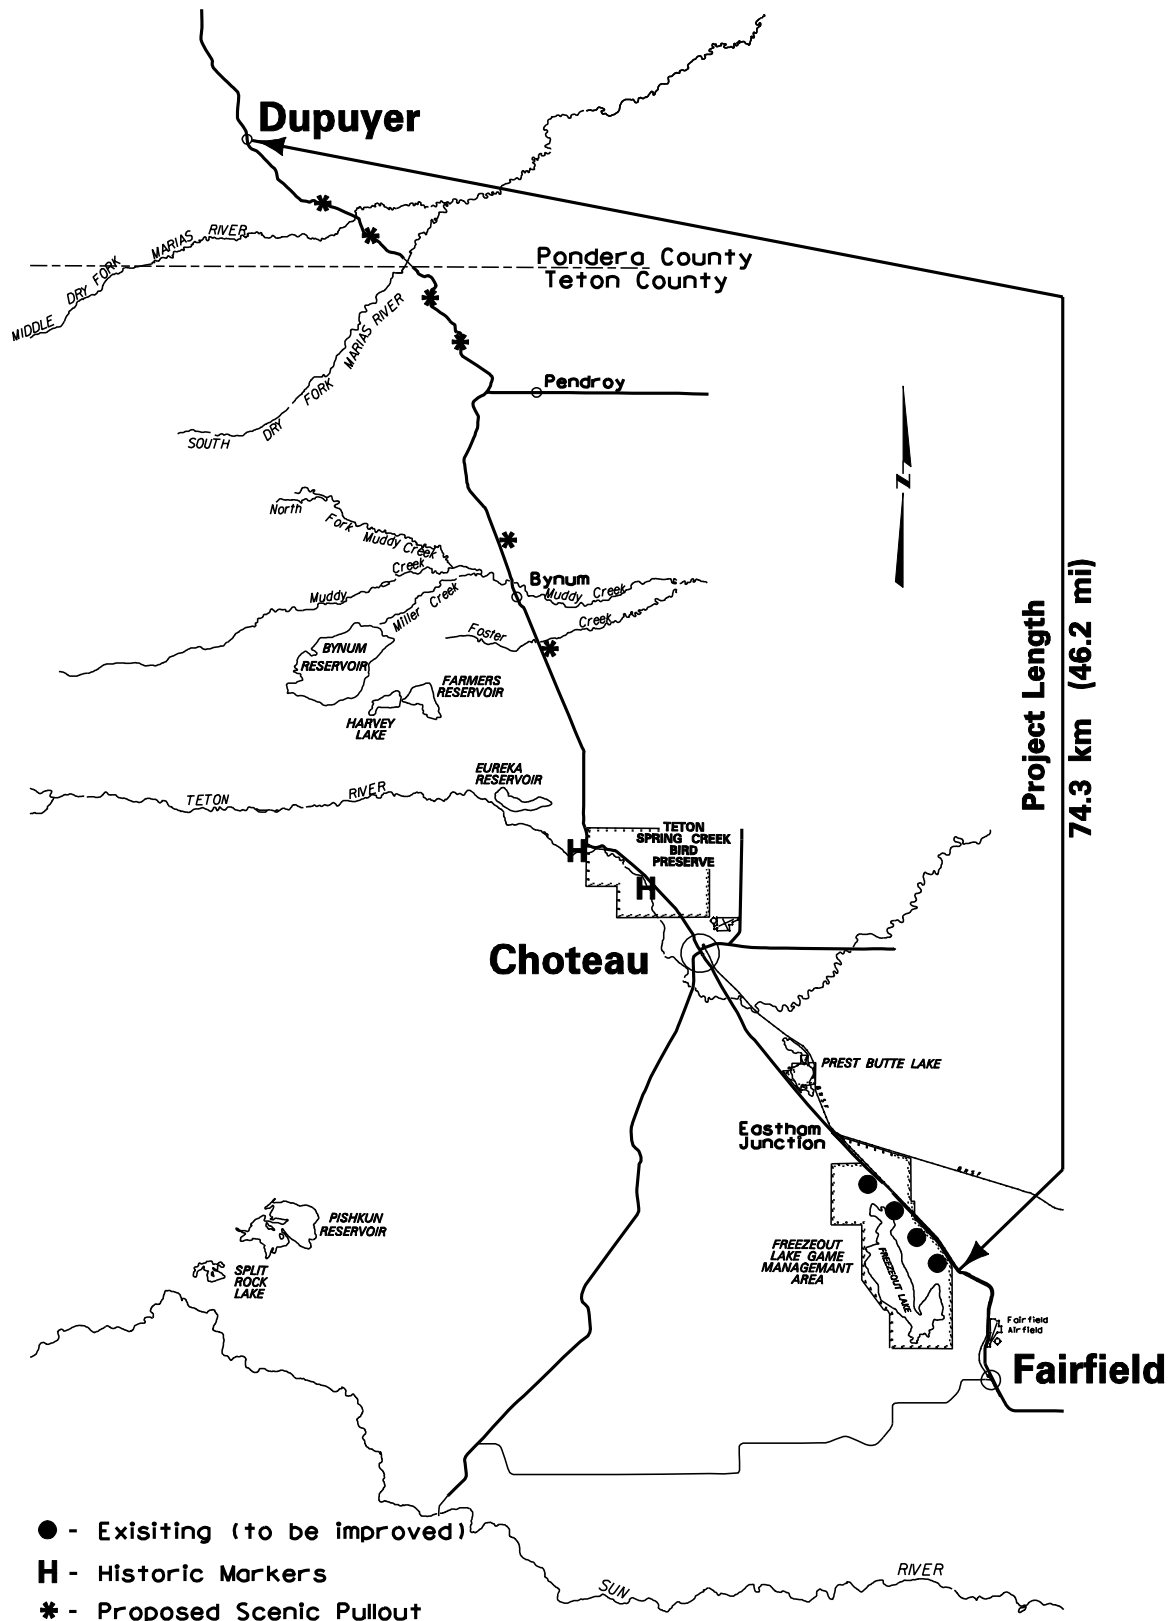 Dupuyer
MIDDLE DRY FORK MARIAS RIVER
Pondera County
Teton County
SOUTH DRY FORK MARIAS RIVER
Pendroy
N
North Fork Muddy Creek
Muddy Creek
Bynum
Muddy Creek
Miller Creek
Foster Creek
BYNUM
RESERVOIR
FARMERS
RESERVOIR
HARVEY
LAKE
Project Length
74.3 km (46.2 mi)
EUREKA
RESERVOIR
TETON RIVER
TETON
SPRING CREEK
BIRD
PRESERVE
H
H
Choteau
PREST BUTTE LAKE
BNSF
Eastham
Junction
BNSF
PISHKUN
RESERVOIR
SPLIT
ROCK
LAKE
FREEZEOUT
LAKE GAME
MANAGEMANT
AREA
FREEZEOUT LAKE
Fairfield
Airfield
Fairfield
- Exisiting (to be improved)
H - Historic Markers
* - Proposed Scenic Pullout
SUN RIVER